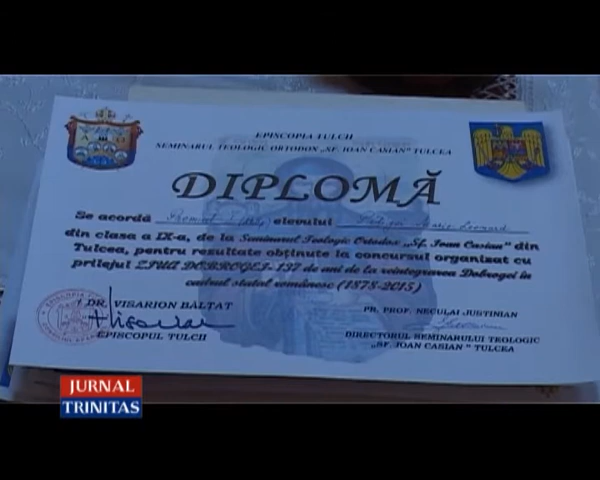 EPISCOPIA TULCII
SEMINARUL TEOLOGIC ORTODOX „SF. IOAN CASIAN" TULCEA
DIPLOMĂ
Se acordă Premiul elevului
din clasa a IX-a, de la Seminarul Teologic Ortodox „Sf. Ioan Casian" din
Tulcea, pentru rezultate obținute la concursul organizat cu
prilejul ZIUA DOBROGEI-137 de ani de la reintegrarea Dobrogei în
cadrul statal românesc (1878-2015)
DR. VISARION BĂLTAT
EPISCOPUL TULCII
PR. PROF. NECULAI JUSTINIAN
DIRECTORUL SEMINARULUI TEOLOGIC
„SF. IOAN CASIAN" TULCEA
JURNAL
TRINITAS